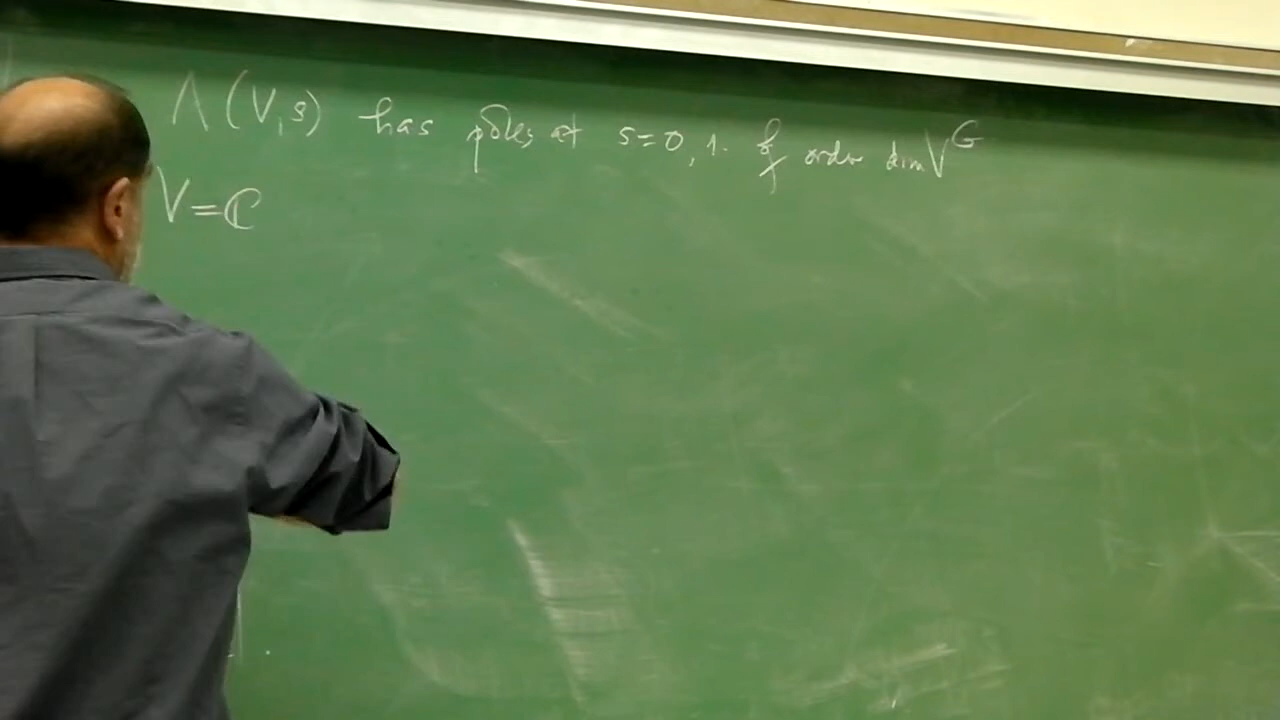 Λ(V,s) has poles at s=0,1. of order dim V^G
V=ℂ